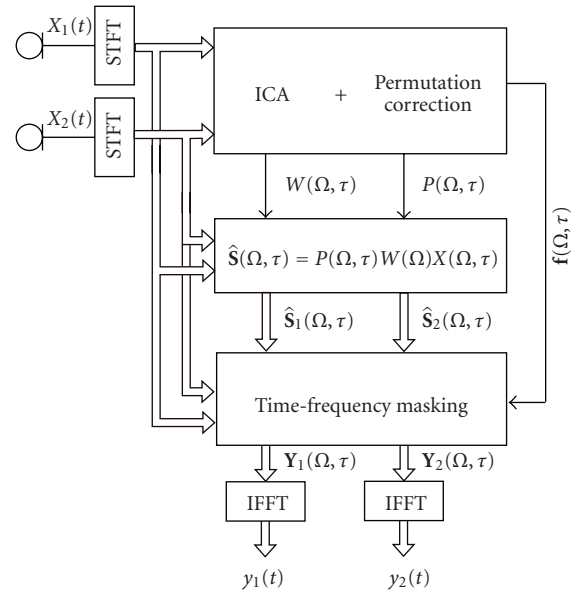 X₁(t)
STFT
X₂(t)
STFT
ICA + Permutation
correction
W(Ω, τ)
P(Ω, τ)
f(Ω, τ)
Ŝ(Ω, τ) = P(Ω, τ)W(Ω)X(Ω, τ)
Ŝ₁(Ω, τ)
Ŝ₂(Ω, τ)
Time-frequency masking
Y₁(Ω, τ)
Y₂(Ω, τ)
IFFT
IFFT
y₁(t)
y₂(t)